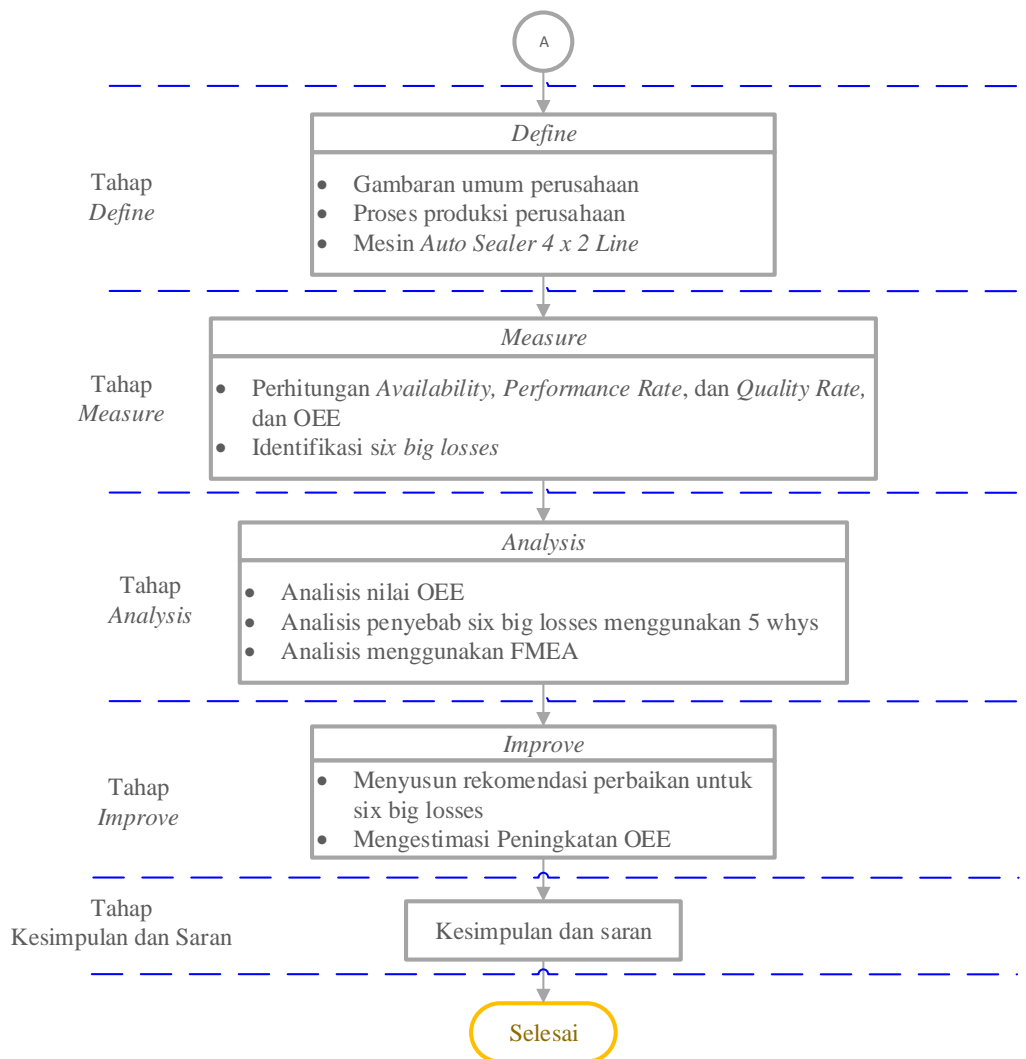 A
Define
Tahap
Define
• Gambaran umum perusahaan
• Proses produksi perusahaan
• Mesin Auto Sealer 4 x 2 Line
Measure
Tahap
Measure
• Perhitungan Availability, Performance Rate, dan Quality Rate,
dan OEE
• Identifikasi six big losses
Analysis
Tahap
Analysis
• Analisis nilai OEE
• Analisis penyebab six big losses menggunakan 5 whys
• Analisis menggunakan FMEA
Improve
Tahap
Improve
• Menyusun rekomendasi perbaikan untuk
six big losses
• Mengestimasi Peningkatan OEE
Tahap
Kesimpulan dan Saran
Kesimpulan dan saran
Selesai